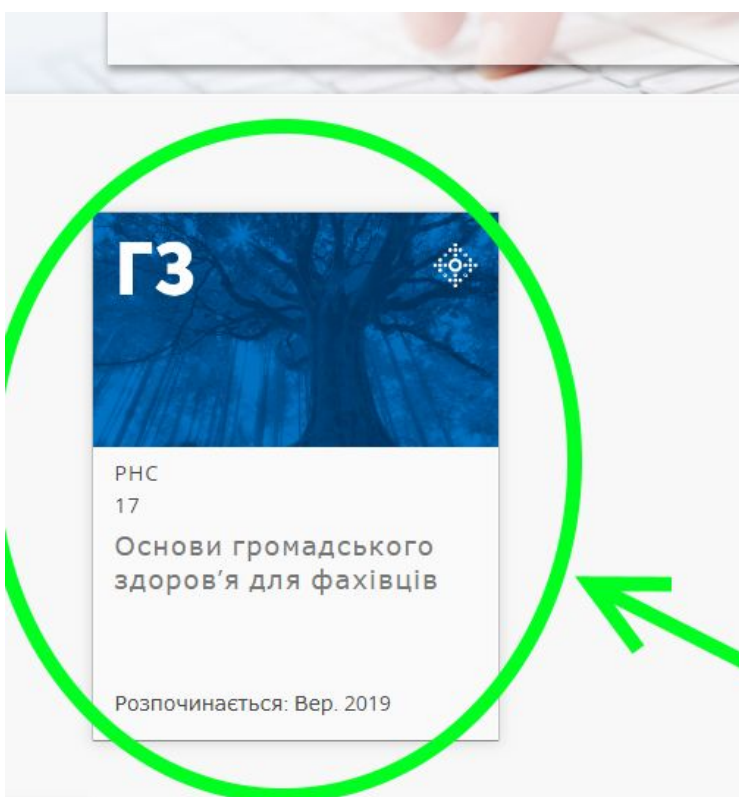 ГЗ
PHC
17
Основи громадського
здоров’я для фахівців
Розпочинається: Вер. 2019